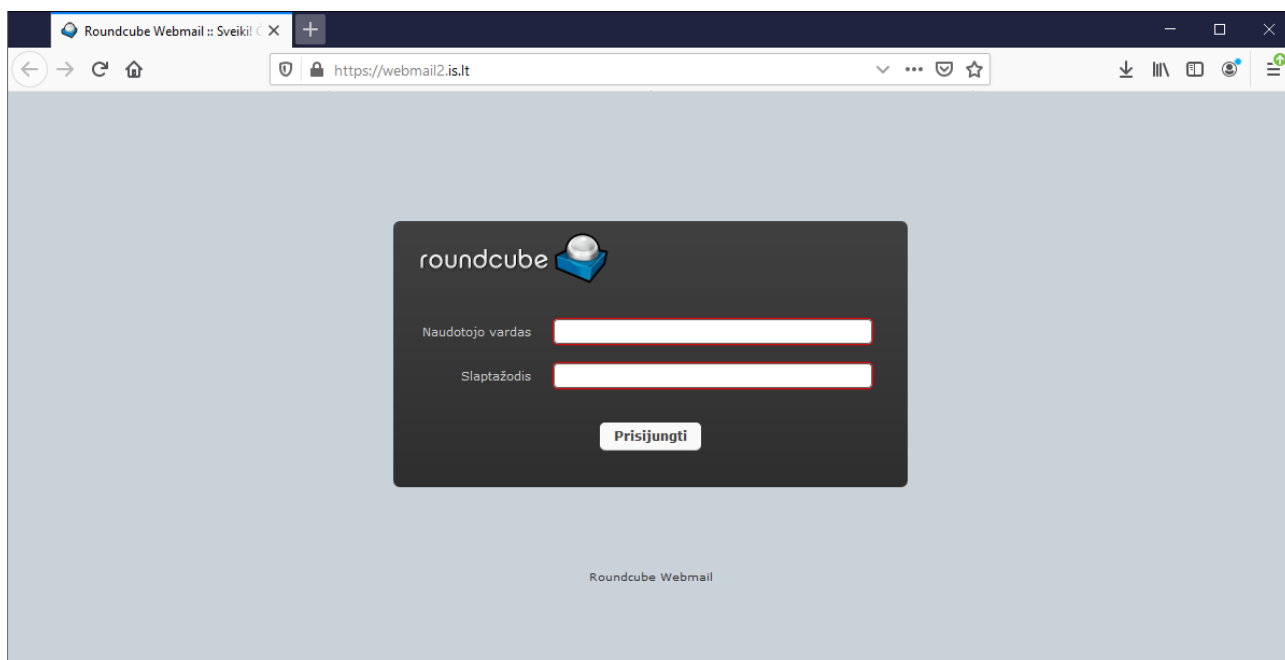 Roundcube Webmail :: Sveiki!
https://webmail2.is.lt
roundcube
Naudotojo vardas
Slaptažodis
Prisijungti
Roundcube Webmail